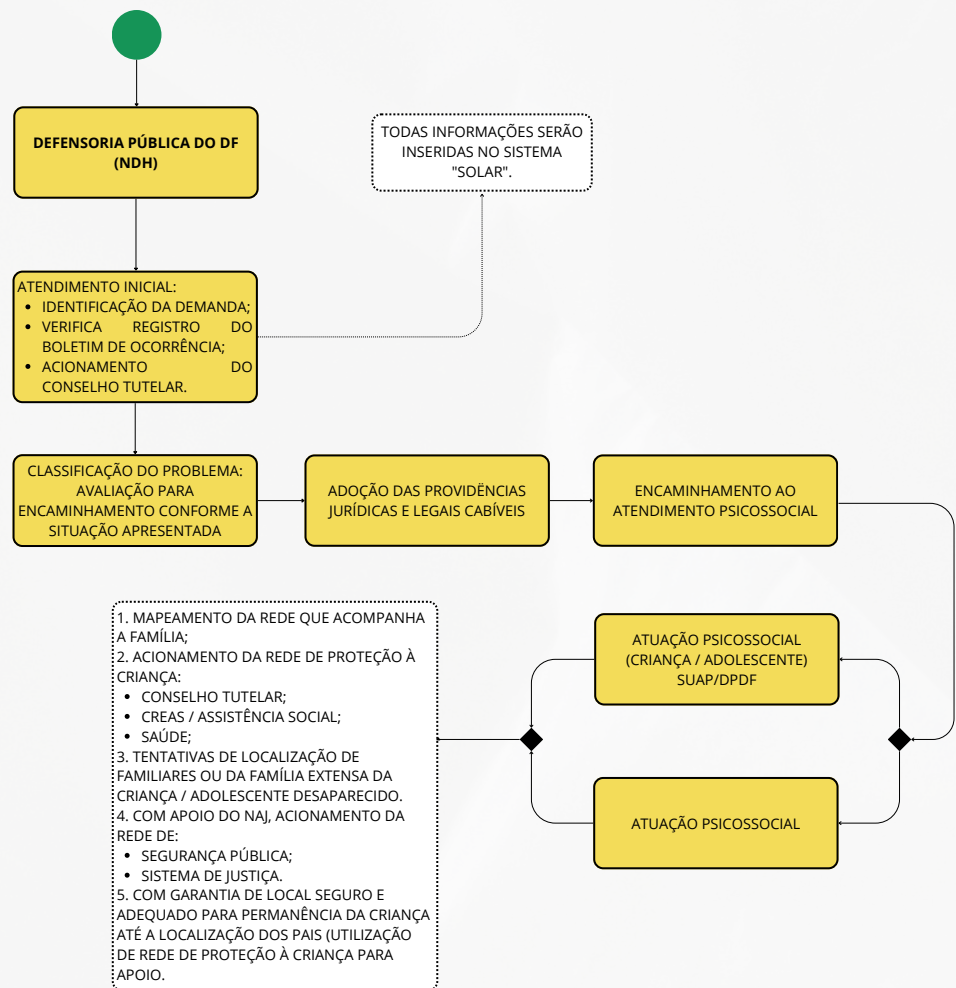 DEFENSORIA PÚBLICA DO DF
(NDH)
TODAS INFORMAÇÕES SERÃO
INSERIDAS NO SISTEMA
"SOLAR".
ATENDIMENTO INICIAL:
• IDENTIFICAÇÃO DA DEMANDA;
• VERIFICA REGISTRO DO
BOLETIM DE OCORRÊNCIA;
• ACIONAMENTO DO
CONSELHO TUTELAR.
CLASSIFICAÇÃO DO PROBLEMA:
AVALIAÇÃO PARA
ENCAMINHAMENTO CONFORME A
SITUAÇÃO APRESENTADA
ADOÇÃO DAS PROVIDËNCIAS
JURÍDICAS E LEGAIS CABÍVEIS
ENCAMINHAMENTO AO
ATENDIMENTO PSICOSSOCIAL
ATUAÇÃO PSICOSSOCIAL
(CRIANÇA / ADOLESCENTE)
SUAP/DPDF
ATUAÇÃO PSICOSSOCIAL
1. MAPEAMENTO DA REDE QUE ACOMPANHA
A FAMÍLIA;
2. ACIONAMENTO DA REDE DE PROTEÇÃO À
CRIANÇA:
• CONSELHO TUTELAR;
• CREAS / ASSISTÊNCIA SOCIAL;
• SAÚDE;
3. TENTATIVAS DE LOCALIZAÇÃO DE
FAMILIARES OU DA FAMÍLIA EXTENSA DA
CRIANÇA / ADOLESCENTE DESAPARECIDO.
4. COM APOIO DO NAJ, ACIONAMENTO DA
REDE DE:
• SEGURANÇA PÚBLICA;
• SISTEMA DE JUSTIÇA.
5. COM GARANTIA DE LOCAL SEGURO E
ADEQUADO PARA PERMANÊNCIA DA CRIANÇA
ATÉ A LOCALIZAÇÃO DOS PAIS (UTILIZAÇÃO
DE REDE DE PROTEÇÃO À CRIANÇA PARA
APOIO.